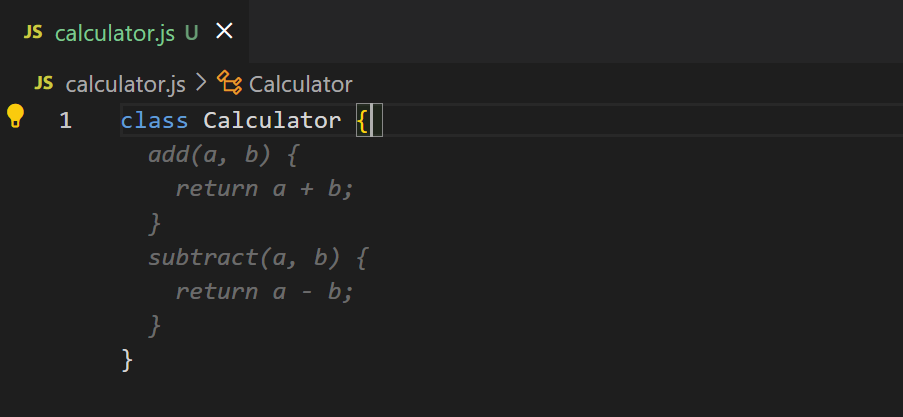 JS calculator.js U
JS calculator.js > Calculator
1 class Calculator {
add(a, b) {
return a + b;
}
subtract(a, b) {
return a - b;
}
}